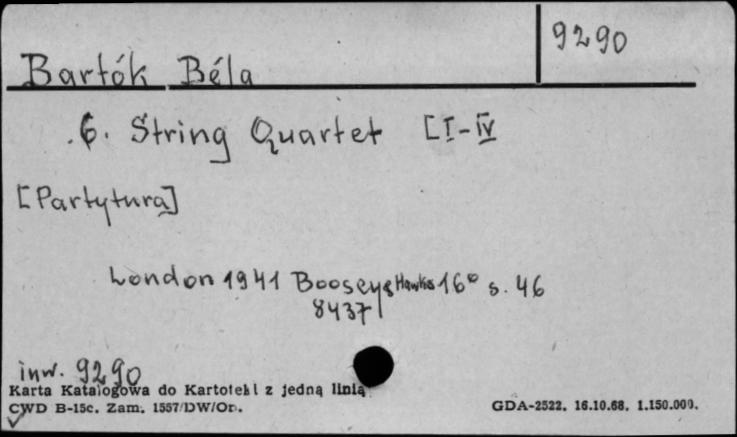 9290
Bartók Béla
.6. String Quartet [I-IV
[Partytura]
London 1941 Boosey & Hawkes 16° s. 46
8437
inw. 9290
Karta Katalogowa do Kartoteki z jedną linią
CWD B-15c. Zam. 1557/DW/Or.
GDA-2522. 16.10.68. 1.150.000.